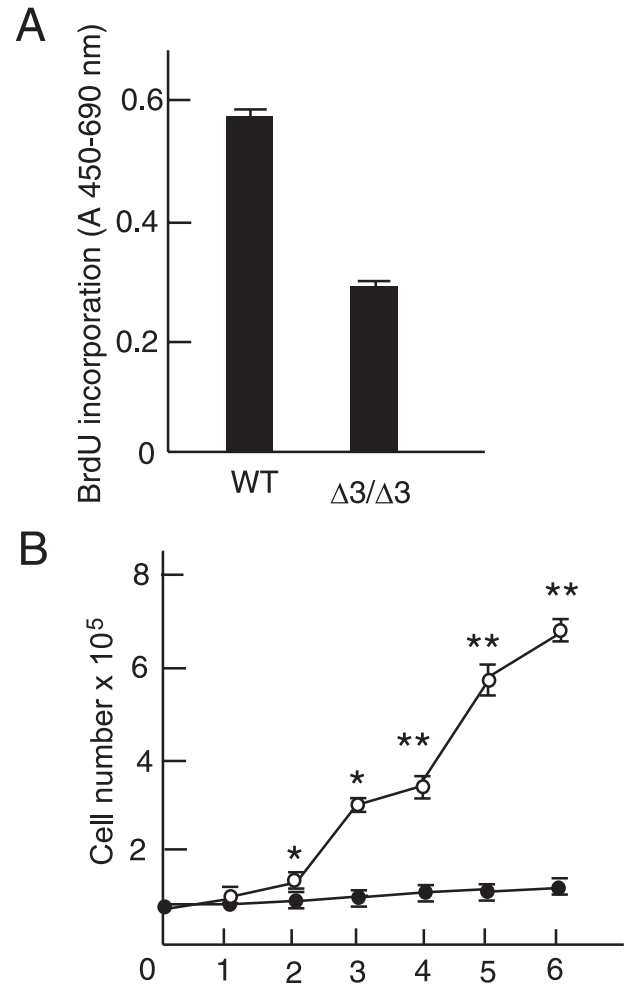 A
BrdU incorporation (A 450-690 nm)
0.6
0.4
0.2
0
WT
Δ3/Δ3
B
Cell number x 10⁵
8
6
4
2
*
*
**
**
**
0 1 2 3 4 5 6